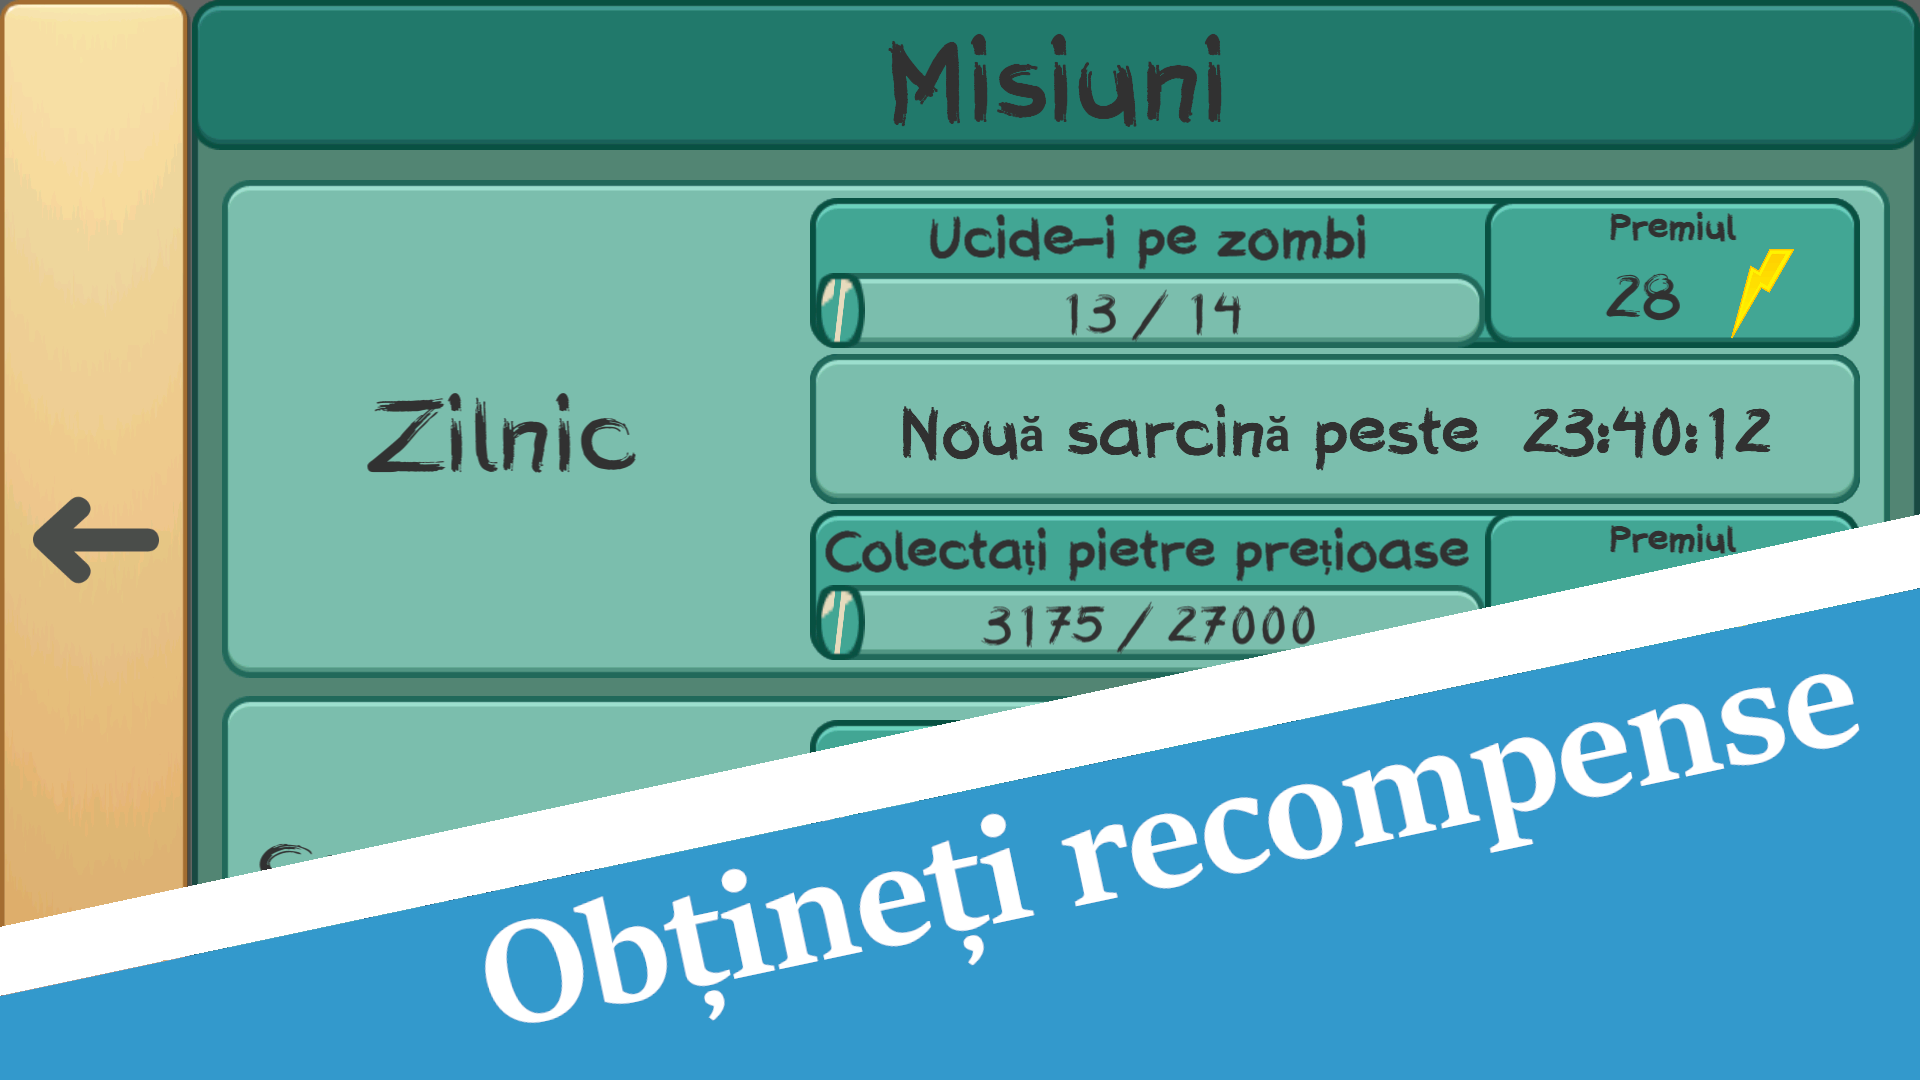 Misiuni
Zilnic
Ucide-i pe zombi
13 / 14
Premiul
28
Nouă sarcină peste 23:40:12
Colectați pietre prețioase
3175 / 27000
Premiul
Obțineți recompense